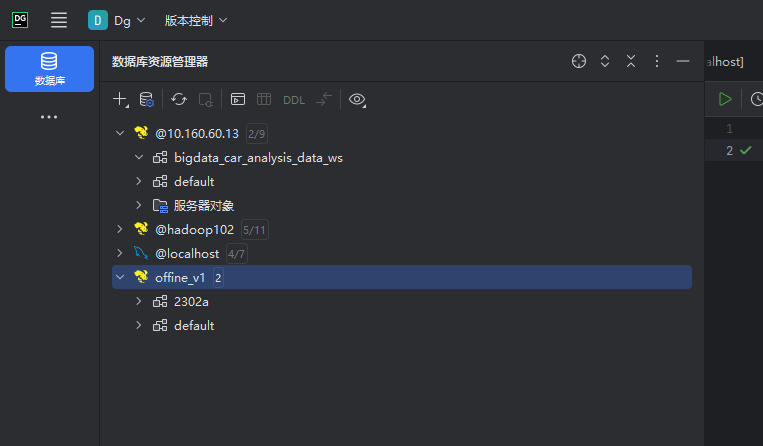 DG D Dg 版本控制
数据库资源管理器 alhost]
数据库
DDL
@10.160.60.13 2/9
1
bigdata_car_analysis_data_ws
2
default
服务器对象
@hadoop102 5/11
@localhost 4/7
offine_v1 2
2302a
default